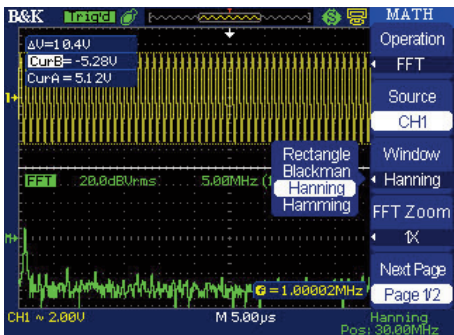 B&K Trig'd MATH
ΔV=10.4V
CurB= -5.28V
CurA= 5.12V
1
Operation
FFT
Source
CH1
Window
Hanning
FFT Zoom
1X
Next Page
Page 1/2
Rectangle
Blackman
Hanning
Hamming
FFT 20.0dBVrms 5.00MHz (1
M
=1.00002MHz
CH1 ~ 2.00V M 5.00µs Hanning
Pos: 30.00MHz